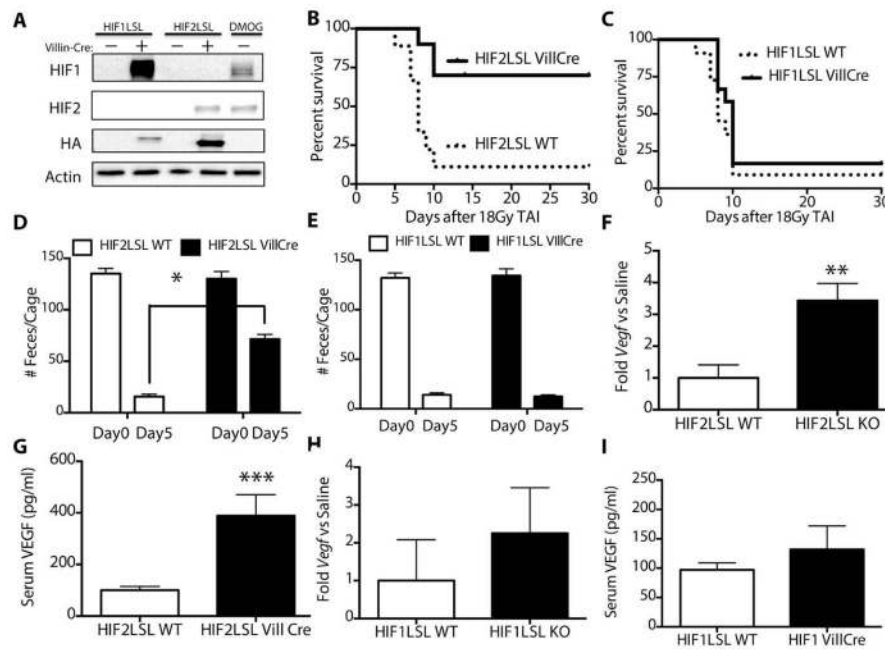 A
HIF1LSL HIF2LSL DMOG
Villin-Cre: – + – + –
HIF1
HIF2
HA
Actin
B
Percent survival
100
75
50
25
0
HIF2LSL VillCre
HIF2LSL WT
0 5 10 15 20 25 30
Days after 18Gy TAI
C
Percent survival
100
75
50
25
0
HIF1LSL WT
HIF1LSL VillCre
0 10 20 30
Days after 18Gy TAI
D
HIF2LSL WT HIF2LSL VillCre
# Feces/Cage
150
100
50
0
*
Day0 Day5 Day0 Day5
E
HIF1LSL WT HIF1LSL VillCre
# Feces/Cage
150
100
50
0
Day0 Day5 Day0 Day5
F
Fold Vegf vs Saline
5
4
3
2
1
0
**
HIF2LSL WT HIF2LSL KO
G
Serum VEGF (pg/ml)
600
400
200
0
***
HIF2LSL WT HIF2LSL Vill Cre
H
Fold Vegf vs Saline
4
3
2
1
0
HIF1LSL WT HIF1LSL KO
I
Serum VEGF (pg/ml)
250
200
150
100
50
0
HIF1LSL WT HIF1 VillCre